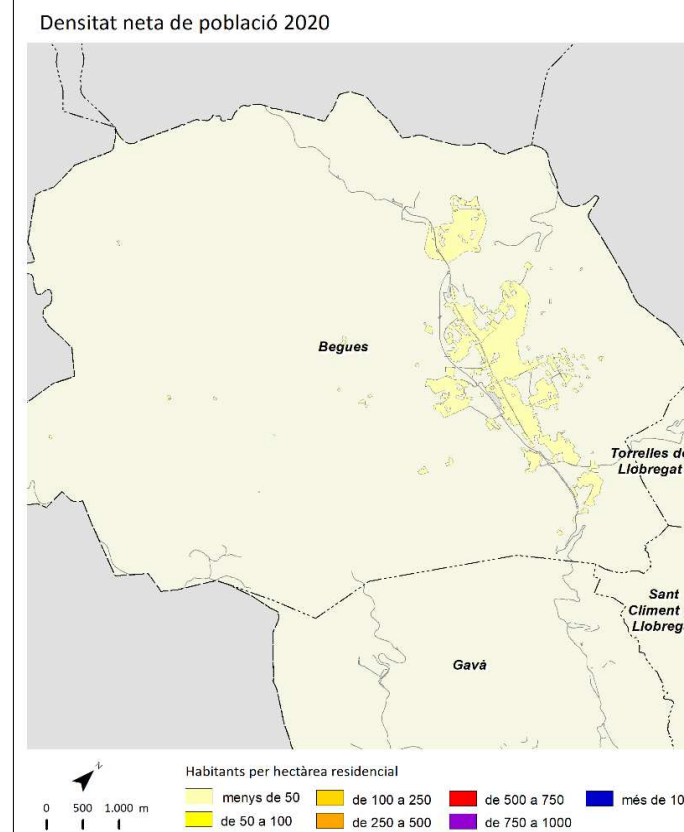 Densitat neta de població 2020
Begues
Torrelles de
Llobregat
Sant
Climent
Llobreg
Gavà
N
0 500 1.000 m
Habitants per hectàrea residencial
menys de 50
de 50 a 100
de 100 a 250
de 250 a 500
de 500 a 750
de 750 a 1000
més de 10